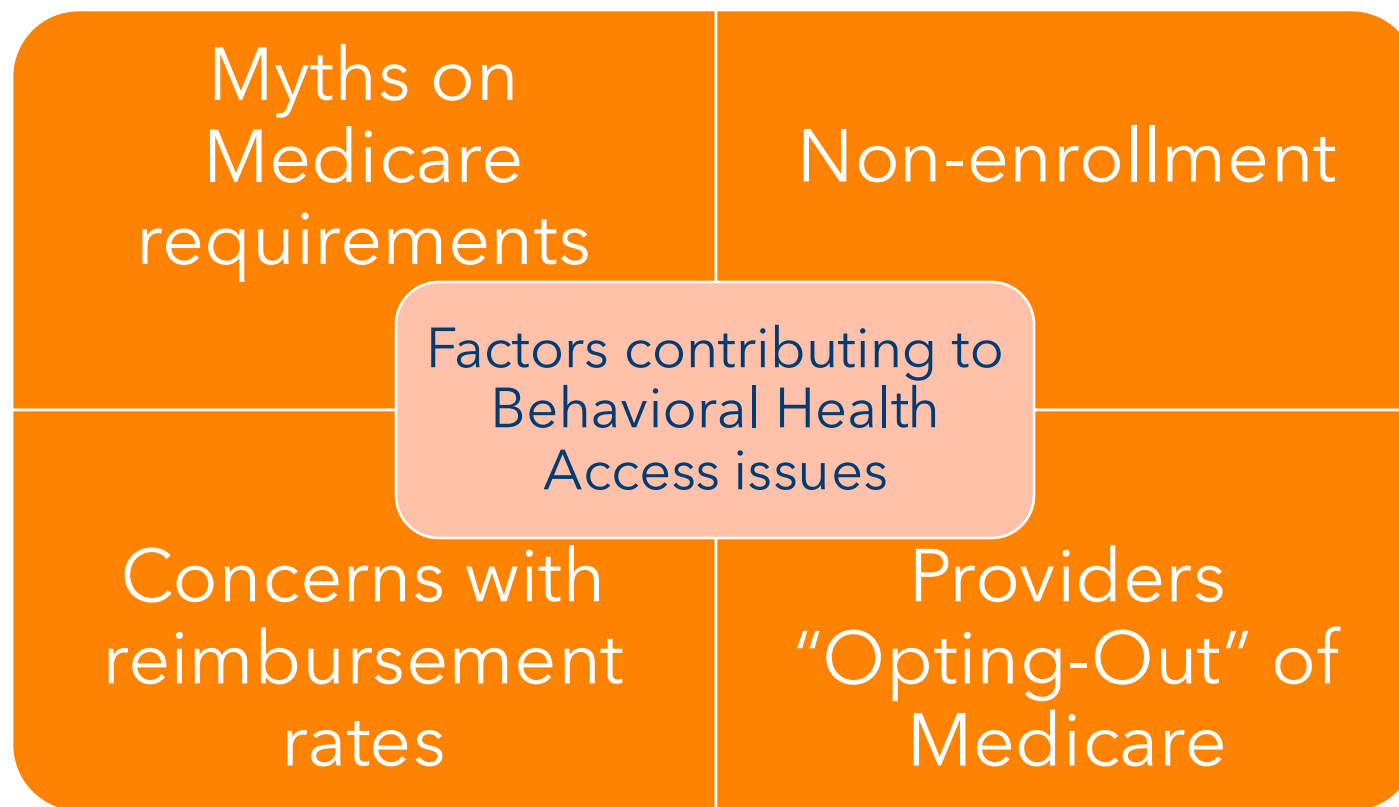 Myths on
Medicare
requirements
Non-enrollment
Factors contributing to
Behavioral Health
Access issues
Concerns with
reimbursement
rates
Providers
“Opting-Out” of
Medicare